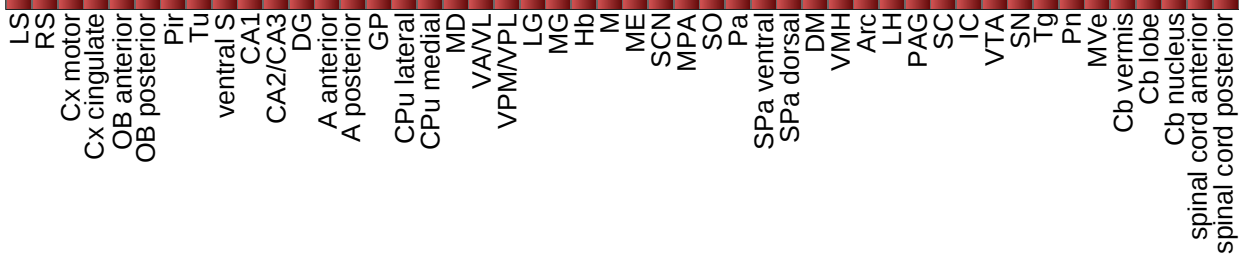 LS
RS
Cx motor
Cx cingulate
OB anterior
OB posterior
Pir
Tu
ventral S
CA1
CA2/CA3
DG
A anterior
A posterior
GP
CPu lateral
CPu medial
MD
VA/VL
VPM/VPL
LG
MG
Hb
M
ME
SCN
MPA
SO
Pa
SPa ventral
SPa dorsal
DM
VMH
Arc
LH
PAG
SC
IC
VTA
SN
Tg
Pn
MVe
Cb vermis
Cb lobe
Cb nucleus
spinal cord anterior
spinal cord posterior